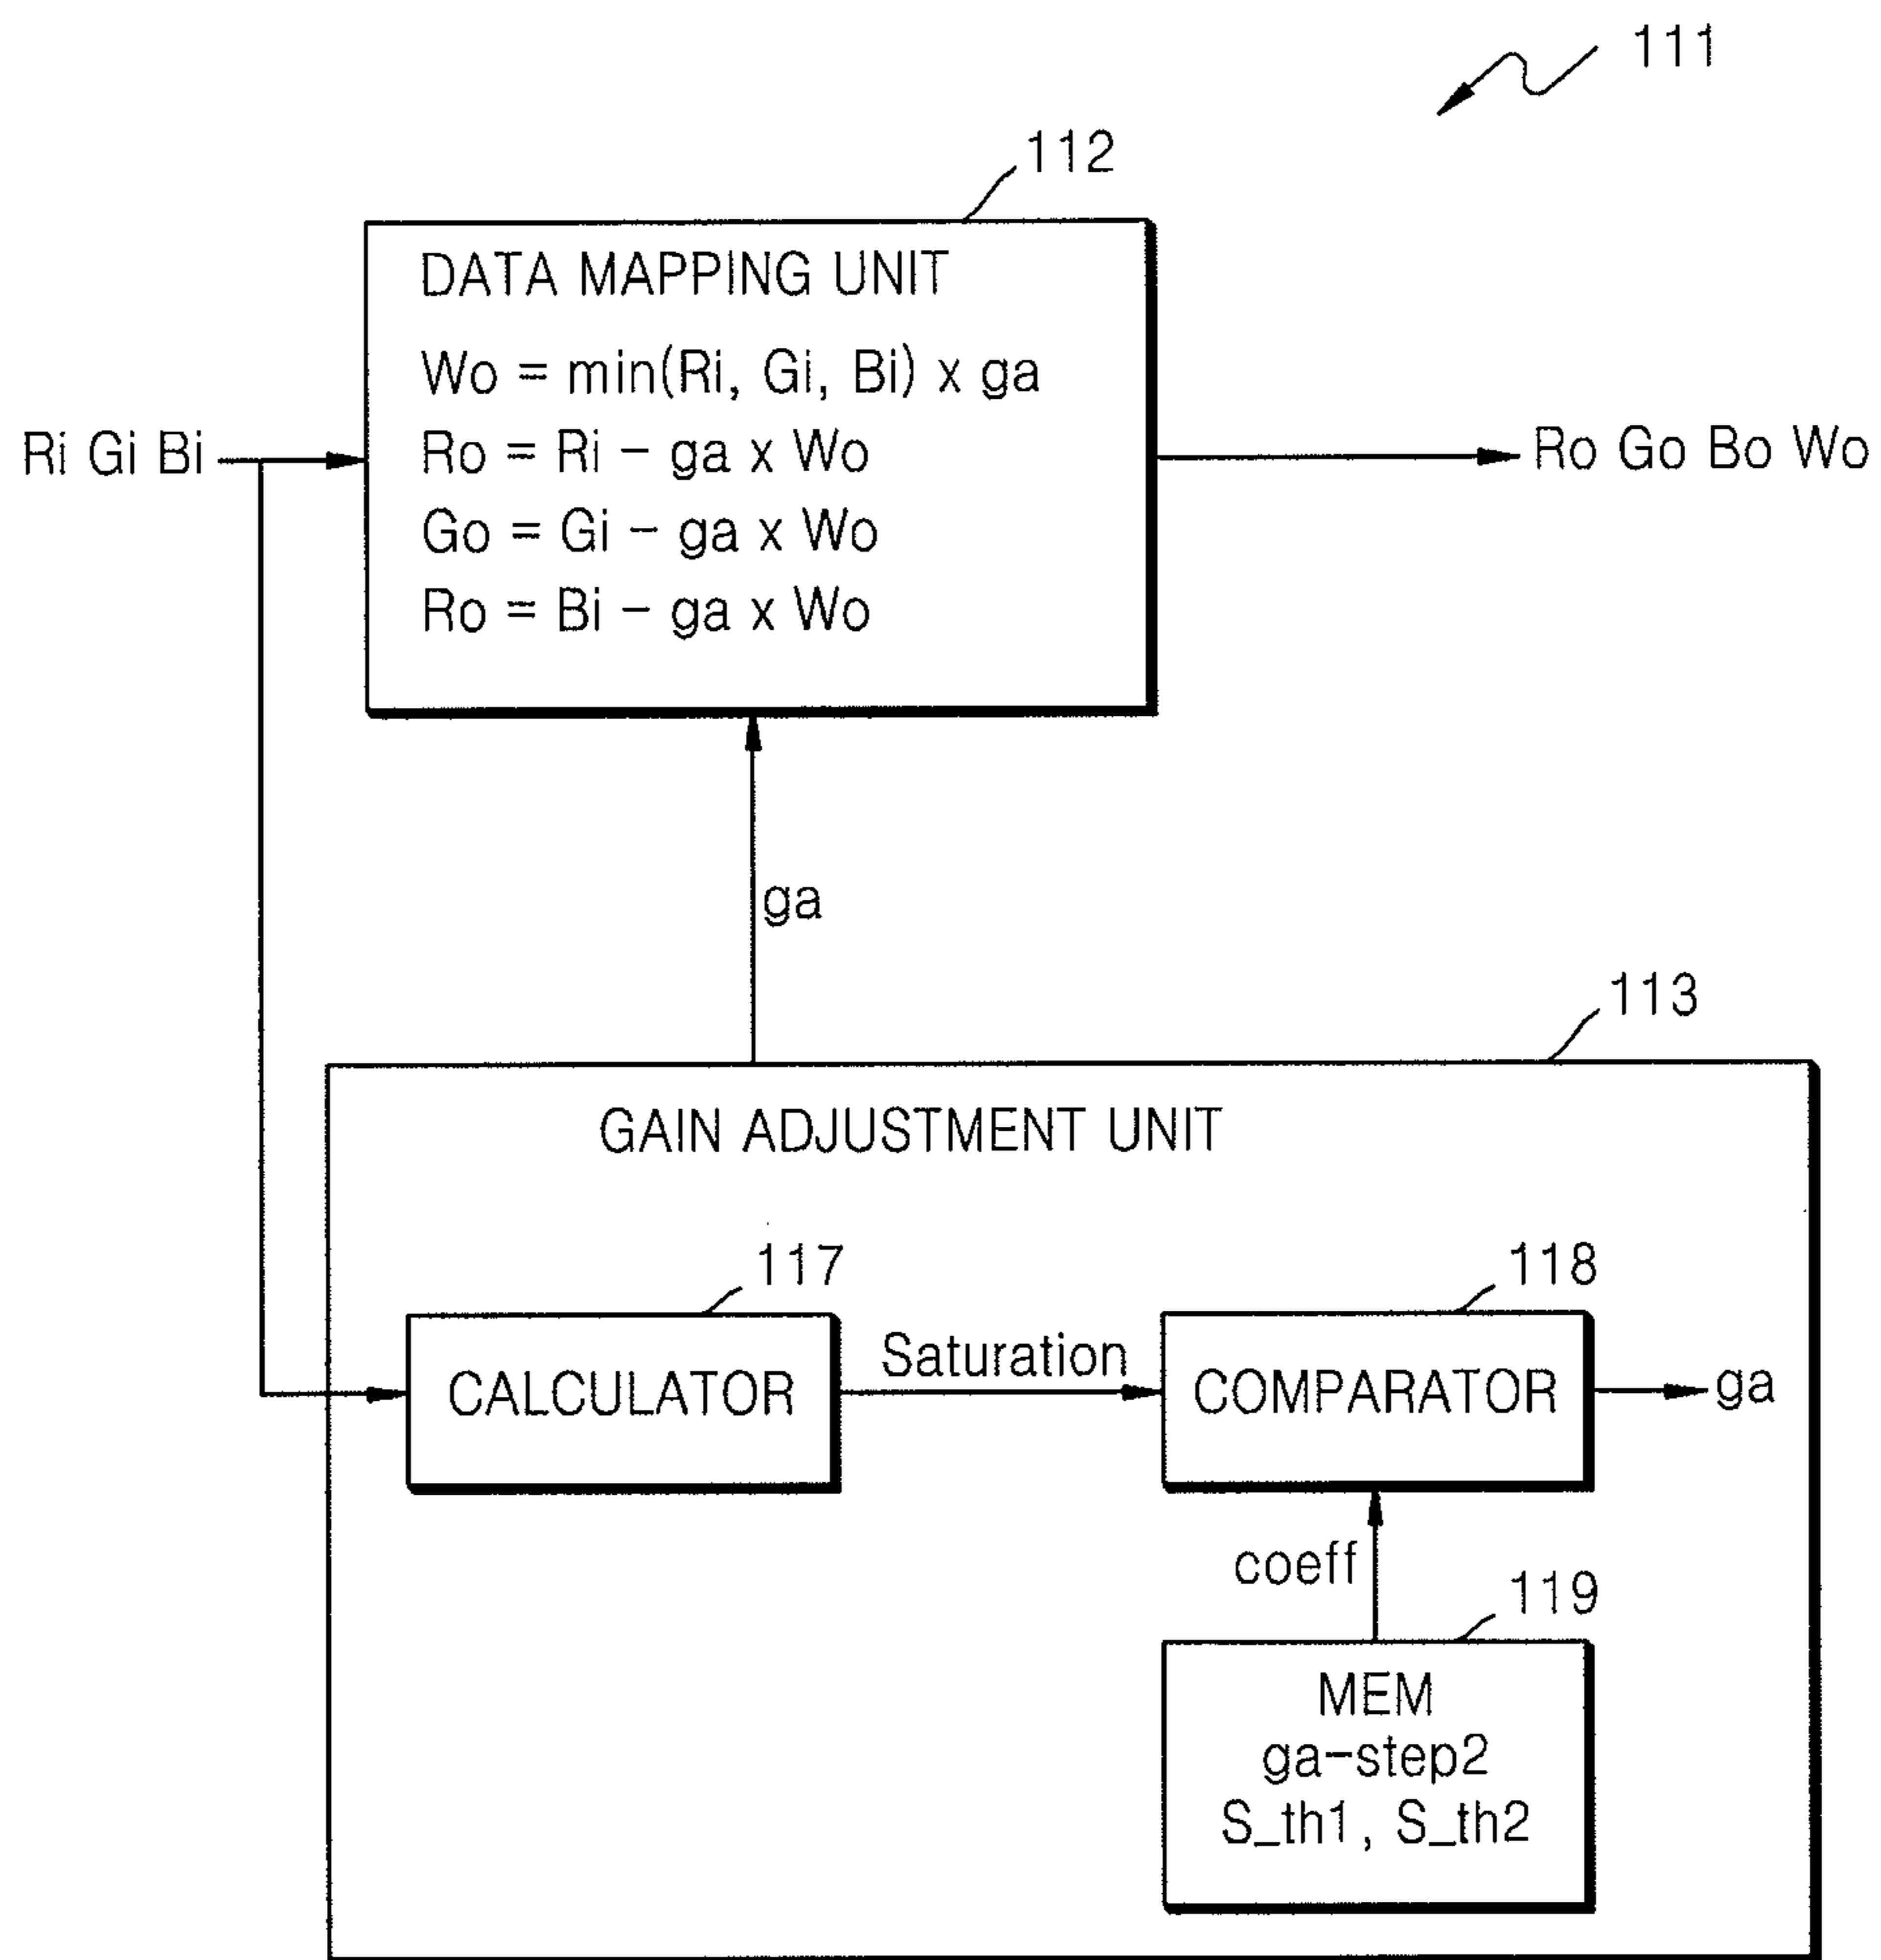 111
112
DATA MAPPING UNIT
Wo = min(Ri, Gi, Bi) x ga
Ro = Ri - ga x Wo
Go = Gi - ga x Wo
Ro = Bi - ga x Wo
Ri Gi Bi
Ro Go Bo Wo
ga
113
GAIN ADJUSTMENT UNIT
117
118
CALCULATOR
Saturation
COMPARATOR
ga
coeff
119
MEM
ga-step2
S_th1, S_th2